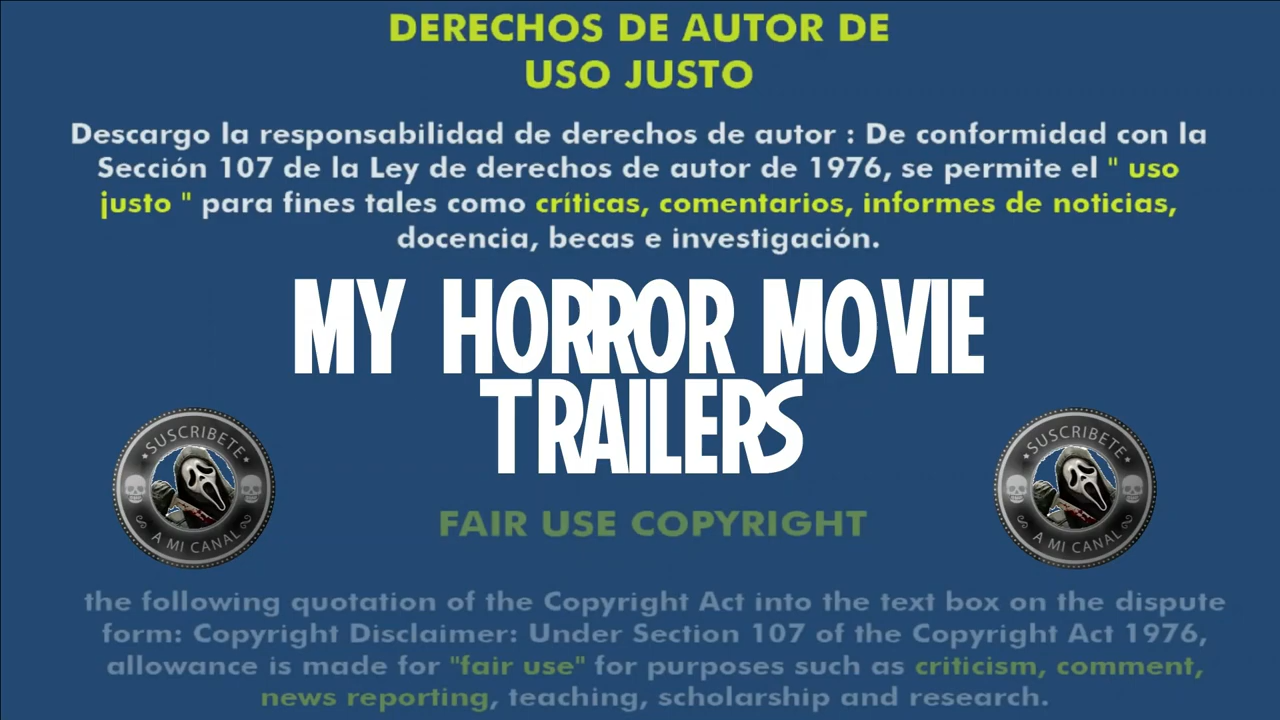 DERECHOS DE AUTOR DE
USO JUSTO
Descargo la responsabilidad de derechos de autor : De conformidad con la
Sección 107 de la Ley de derechos de autor de 1976, se permite el " uso
justo " para fines tales como críticas, comentarios, informes de noticias,
docencia, becas e investigación.
MY HORROR MOVIE
TRAILERS
SUSCRIBETE
A MI CANAL
SUSCRIBETE
A MI CANAL
FAIR USE COPYRIGHT
the following quotation of the Copyright Act into the text box on the dispute
form: Copyright Disclaimer: Under Section 107 of the Copyright Act 1976,
allowance is made for "fair use" for purposes such as criticism, comment,
news reporting, teaching, scholarship and research.